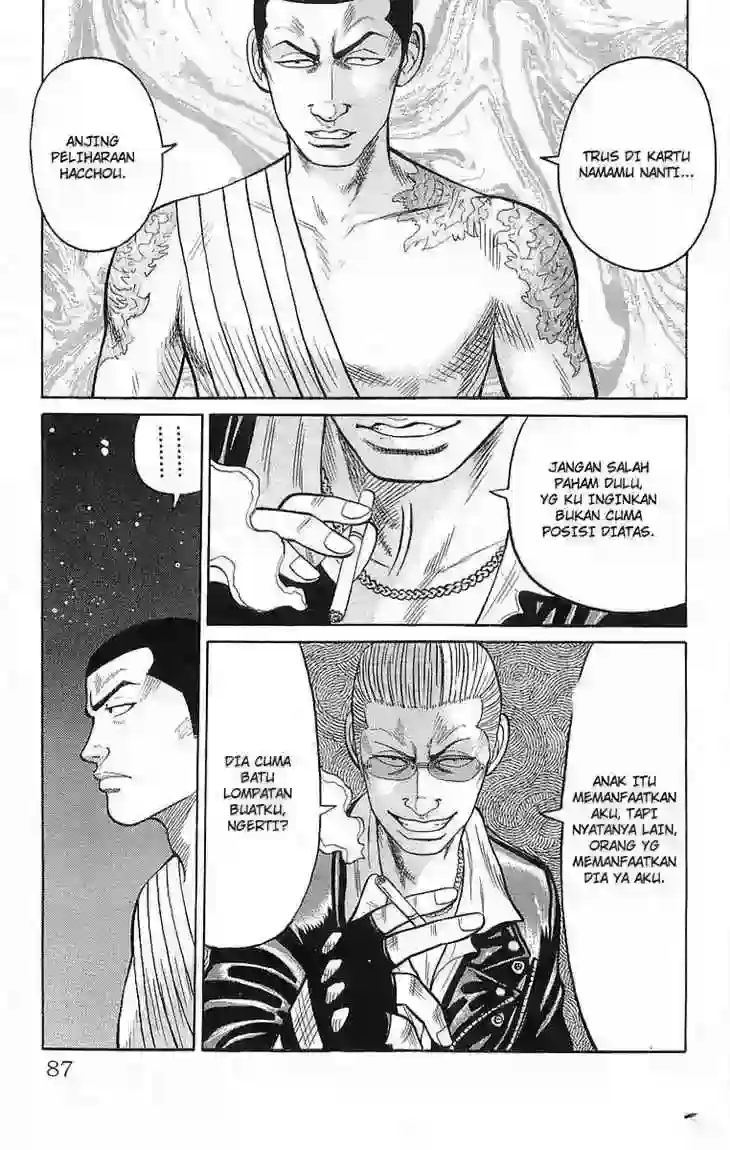 TRUS DI KARTU
NAMAMU NANTI...
ANJING
PELIHARAAN
HACCHOU.
JANGAN SALAH
PAHAM DULU,
YG KU INGINKAN
BUKAN CUMA
POSISI DIATAS.
........
ANAK ITU
MEMANFAATKAN
AKU, TAPI
NYATANYA LAIN,
ORANG YG
MEMANFAATKAN
DIA YA AKU.
DIA CUMA
BATU
LOMPATAN
BUATKU,
NGERTI?
87